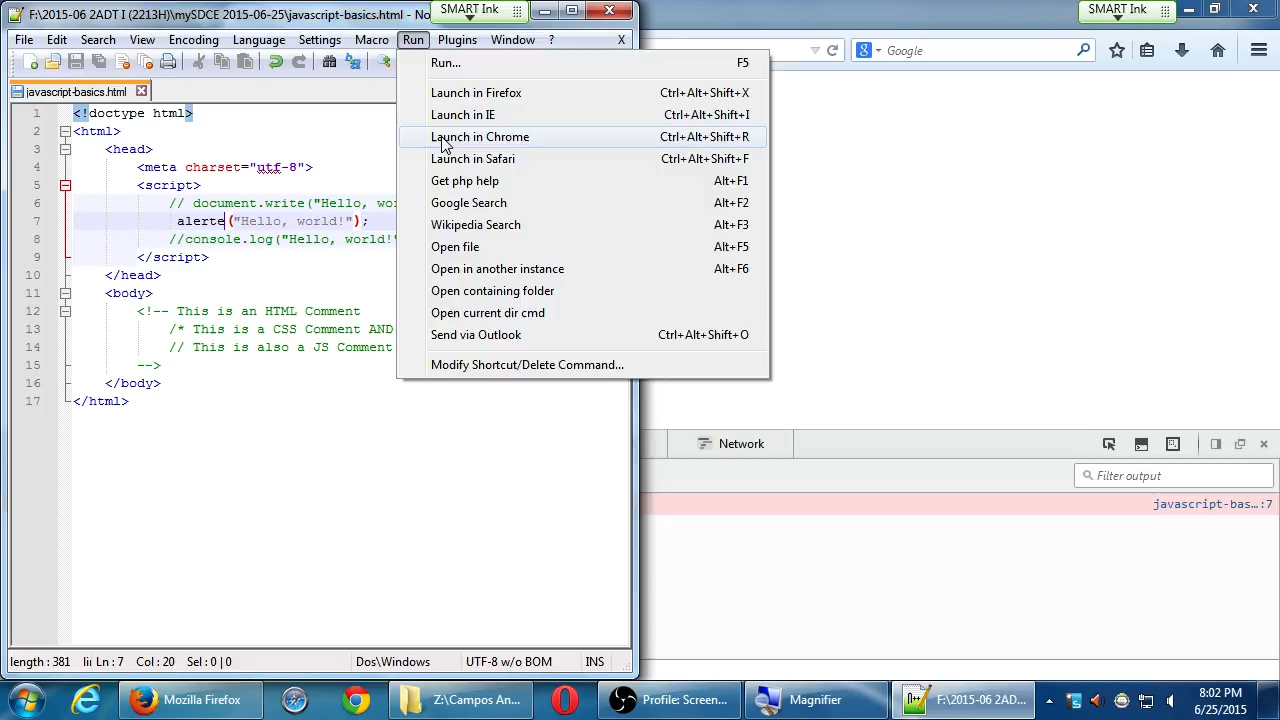 F:\2015-06 2ADT I (2213H)\mySDCE 2015-06-25\javascript-basics.html - No
SMART Ink
SMART Ink
File Edit Search View Encoding Language Settings Macro Run Plugins Window ? X
Google
javascript-basics.html
Run... F5
Launch in Firefox Ctrl+Alt+Shift+X
Launch in IE Ctrl+Alt+Shift+I
Launch in Chrome Ctrl+Alt+Shift+R
Launch in Safari Ctrl+Alt+Shift+F
Get php help Alt+F1
Google Search Alt+F2
Wikipedia Search Alt+F3
Open file Alt+F5
Open in another instance Alt+F6
Open containing folder
Open current dir cmd
Send via Outlook Ctrl+Alt+Shift+O
Modify Shortcut/Delete Command...
1 <!doctype html>
2 <html>
3 <head>
4 <meta charset="utf-8">
5 <script>
6 // document.write("Hello, wo
7 alerte("Hello, world!");
8 //console.log("Hello, world!"
9 </script>
10 </head>
11 <body>
12 <!-- This is an HTML Comment
13 /* This is a CSS Comment AND
14 // This is also a JS Comment
15 -->
16 </body>
17 </html>
Network
Filter output
javascript-bas…:7
length : 381 li Ln : 7 Col : 20 Sel : 0 | 0 Dos\Windows UTF-8 w/o BOM INS
Mozilla Firefox
Z:\Campos An...
Profile: Screen...
Magnifier
F:\2015-06 2AD...
8:02 PM
6/25/2015